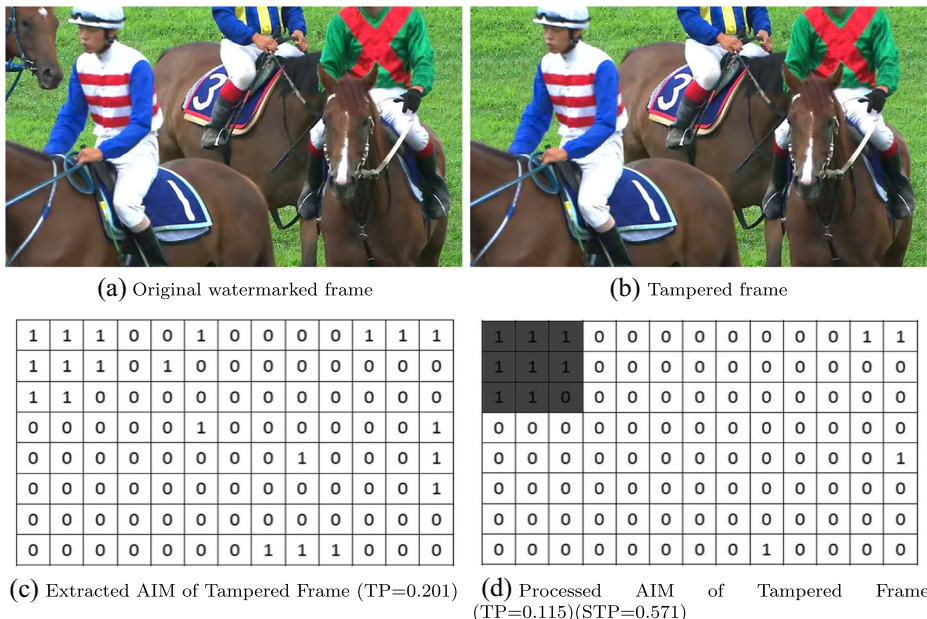 3
1
3
1
(a) Original watermarked frame
(b) Tampered frame
1 1 1 0 0 1 0 0 0 0 1 1 1
1 1 1 0 1 0 0 0 0 0 0 0 0
1 1 0 0 0 0 0 0 0 0 0 0 0
0 0 0 0 0 1 0 0 0 0 0 0 1
0 0 0 0 0 0 0 0 1 0 0 0 1
0 0 0 0 0 0 0 0 0 0 0 0 1
0 0 0 0 0 0 0 0 0 0 0 0 0
0 0 0 0 0 0 0 1 1 1 0 0 0
(c) Extracted AIM of Tampered Frame (TP=0.201)
1 1 1 0 0 0 0 0 0 0 0 1 1
1 1 1 0 0 0 0 0 0 0 0 0 0
1 1 0 0 0 0 0 0 0 0 0 0 0
0 0 0 0 0 0 0 0 0 0 0 0 0
0 0 0 0 0 0 0 0 0 0 0 0 1
0 0 0 0 0 0 0 0 0 0 0 0 0
0 0 0 0 0 0 0 0 0 0 0 0 0
0 0 0 0 0 0 0 0 1 0 0 0 0
(d) Processed AIM of Tampered Frame
(TP=0.115)(STP=0.571)